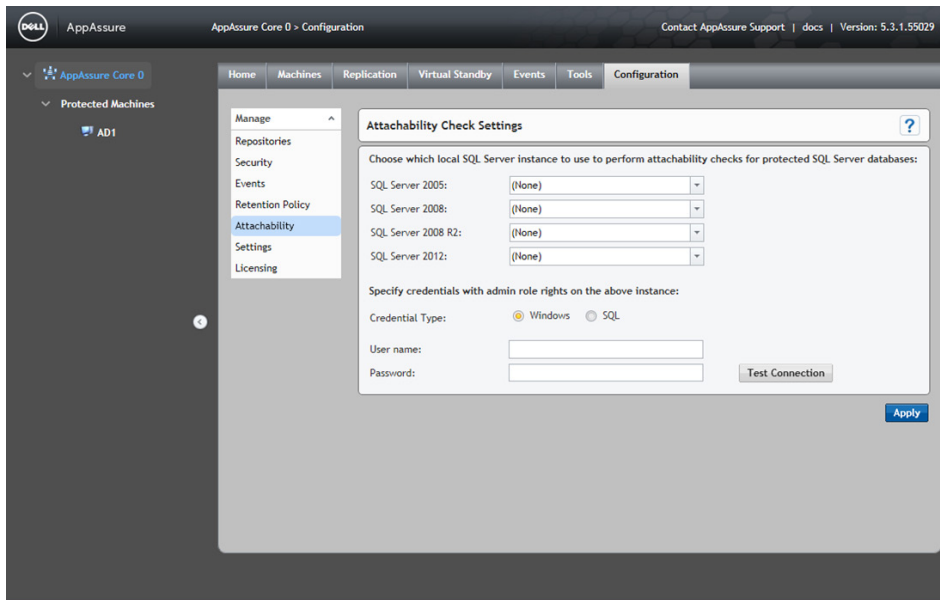 DELL
AppAssure
AppAssure Core 0 > Configuration
Contact AppAssure Support | docs | Version: 5.3.1.55029
AppAssure Core 0
Protected Machines
AD1
Home Machines Replication Virtual Standby Events Tools Configuration
Manage
Repositories
Security
Events
Retention Policy
Attachability
Settings
Licensing
Attachability Check Settings
?
Choose which local SQL Server instance to use to perform attachability checks for protected SQL Server databases:
SQL Server 2005: (None)
SQL Server 2008: (None)
SQL Server 2008 R2: (None)
SQL Server 2012: (None)
Specify credentials with admin role rights on the above instance:
Credential Type: Windows SQL
User name:
Password:
Test Connection
Apply